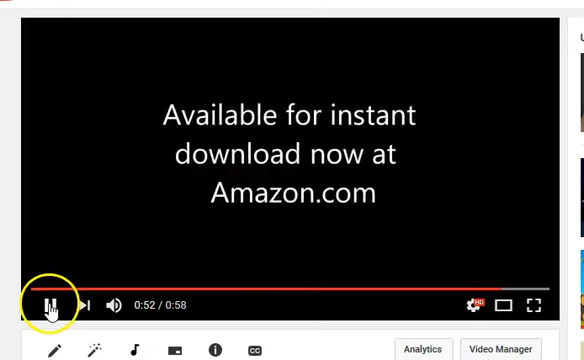 Available for instant
download now at
Amazon.com
0:52 / 0:58
HD
CC
Analytics
Video Manager